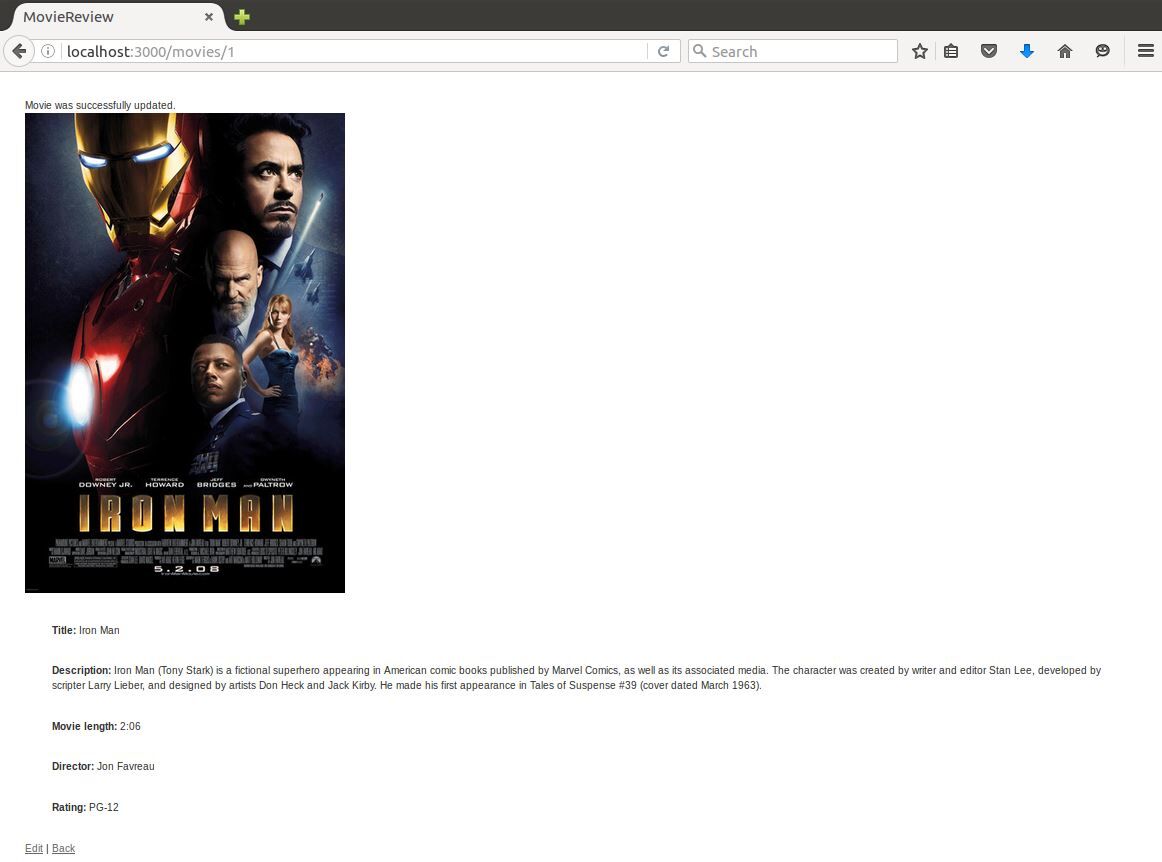 MovieReview
localhost:3000/movies/1
Search
Movie was successfully updated.
ROBERT DOWNEY JR. TERRENCE HOWARD JEFF BRIDGES AND GWYNETH PALTROW
IRON MAN
MARVEL
5.2.08
Title: Iron Man
Description: Iron Man (Tony Stark) is a fictional superhero appearing in American comic books published by Marvel Comics, as well as its associated media. The character was created by writer and editor Stan Lee, developed by
scripter Larry Lieber, and designed by artists Don Heck and Jack Kirby. He made his first appearance in Tales of Suspense #39 (cover dated March 1963).
Movie length: 2:06
Director: Jon Favreau
Rating: PG-12
Edit | Back